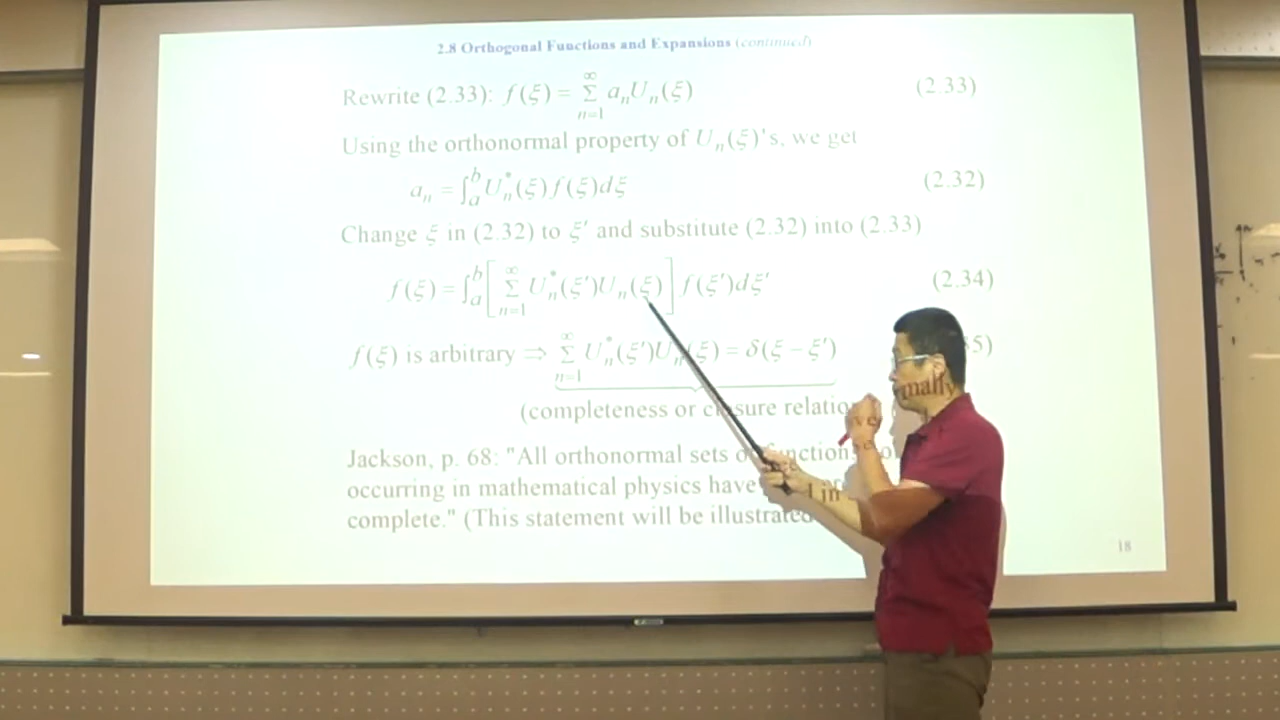 2.8 Orthogonal Functions and Expansions (continued)
Rewrite (2.33): f(ξ) = ∑_{n=1}^{∞} a_n U_n(ξ) (2.33)
Using the orthonormal property of U_n(ξ)'s, we get
a_n = ∫_a^b U_n^*(ξ) f(ξ)dξ (2.32)
Change ξ in (2.32) to ξ′ and substitute (2.32) into (2.33)
f(ξ) = ∫_a^b [ ∑_{n=1}^{∞} U_n^*(ξ′)U_n(ξ) ] f(ξ′)dξ′ (2.34)
f(ξ) is arbitrary ⇒ ∑_{n=1}^{∞} U_n^*(ξ′)U_n(ξ) = δ(ξ − ξ′) 5)
(completeness or closure relation
Jackson, p. 68: "All orthonormal sets of functions mally
occurring in mathematical physics have
complete." (This statement will be illustrated in
18